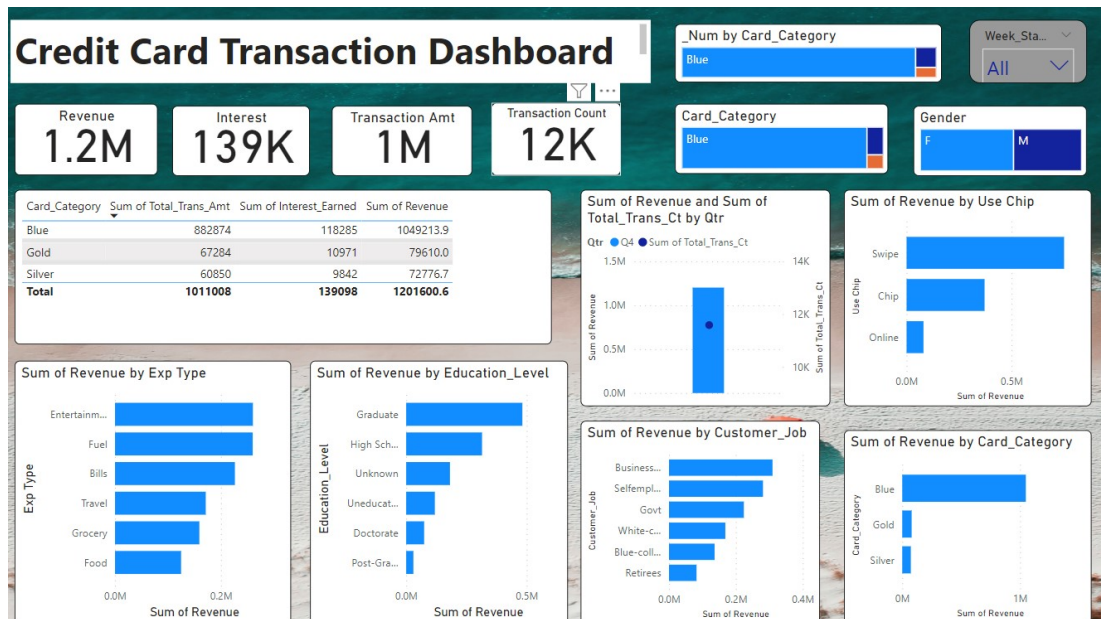 Credit Card Transaction Dashboard
_Num by Card_Category
Blue
Week_Sta...
All
Revenue
1.2M
Interest
139K
Transaction Amt
1M
Transaction Count
12K
Card_Category
Blue
Gender
F
M
Card_Category Sum of Total_Trans_Amt Sum of Interest_Earned Sum of Revenue
Blue 882874 118285 1049213.9
Gold 67284 10971 79610.0
Silver 60850 9842 72776.7
Total 1011008 139098 1201600.6
Sum of Revenue and Sum of
Total_Trans_Ct by Qtr
Qtr Q4 Sum of Total_Trans_Ct
Sum of Revenue
1.5M
1.0M
0.5M
0.0M
14K
12K
10K
Sum of Total_Trans_Ct
Sum of Revenue by Use Chip
Use Chip
Swipe
Chip
Online
0.0M 0.5M
Sum of Revenue
Sum of Revenue by Exp Type
Exp Type
Entertainm...
Fuel
Bills
Travel
Grocery
Food
0.0M 0.2M
Sum of Revenue
Sum of Revenue by Education_Level
Education_Level
Graduate
High Sch...
Unknown
Uneducat...
Doctorate
Post-Gra...
0.0M 0.5M
Sum of Revenue
Sum of Revenue by Customer_Job
Customer_Job
Business...
Selfempl...
Govt
White-c...
Blue-coll...
Retirees
0.0M 0.2M 0.4M
Sum of Revenue
Sum of Revenue by Card_Category
Card_Category
Blue
Gold
Silver
0M 1M
Sum of Revenue